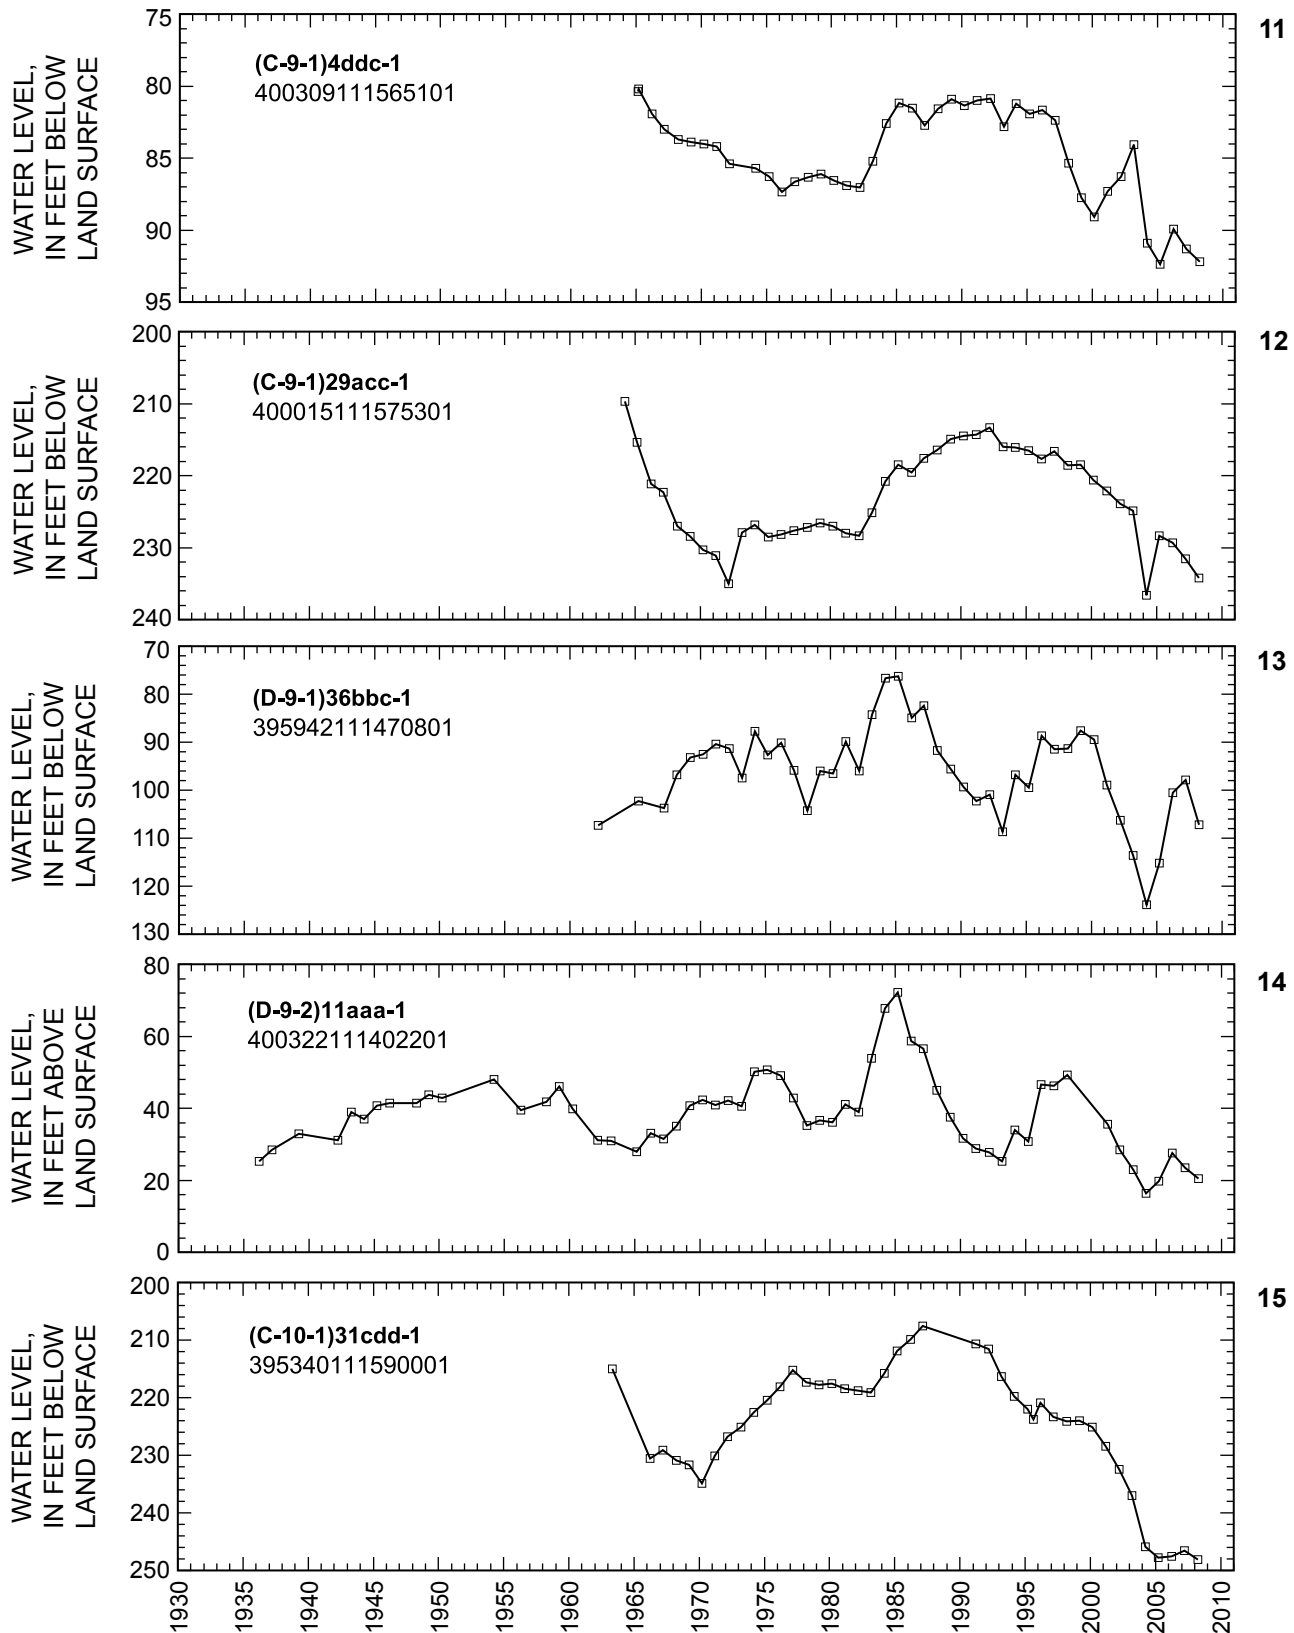 11
WATER LEVEL,
IN FEET BELOW
LAND SURFACE
75
80
85
90
95
(C-9-1)4ddc-1
400309111565101
12
WATER LEVEL,
IN FEET BELOW
LAND SURFACE
200
210
220
230
240
(C-9-1)29acc-1
400015111575301
13
WATER LEVEL,
IN FEET BELOW
LAND SURFACE
70
80
90
100
110
120
130
(D-9-1)36bbc-1
395942111470801
14
WATER LEVEL,
IN FEET ABOVE
LAND SURFACE
80
60
40
20
0
(D-9-2)11aaa-1
400322111402201
15
WATER LEVEL,
IN FEET BELOW
LAND SURFACE
200
210
220
230
240
250
(C-10-1)31cdd-1
395340111590001
1930
1935
1940
1945
1950
1955
1960
1965
1970
1975
1980
1985
1990
1995
2000
2005
2010